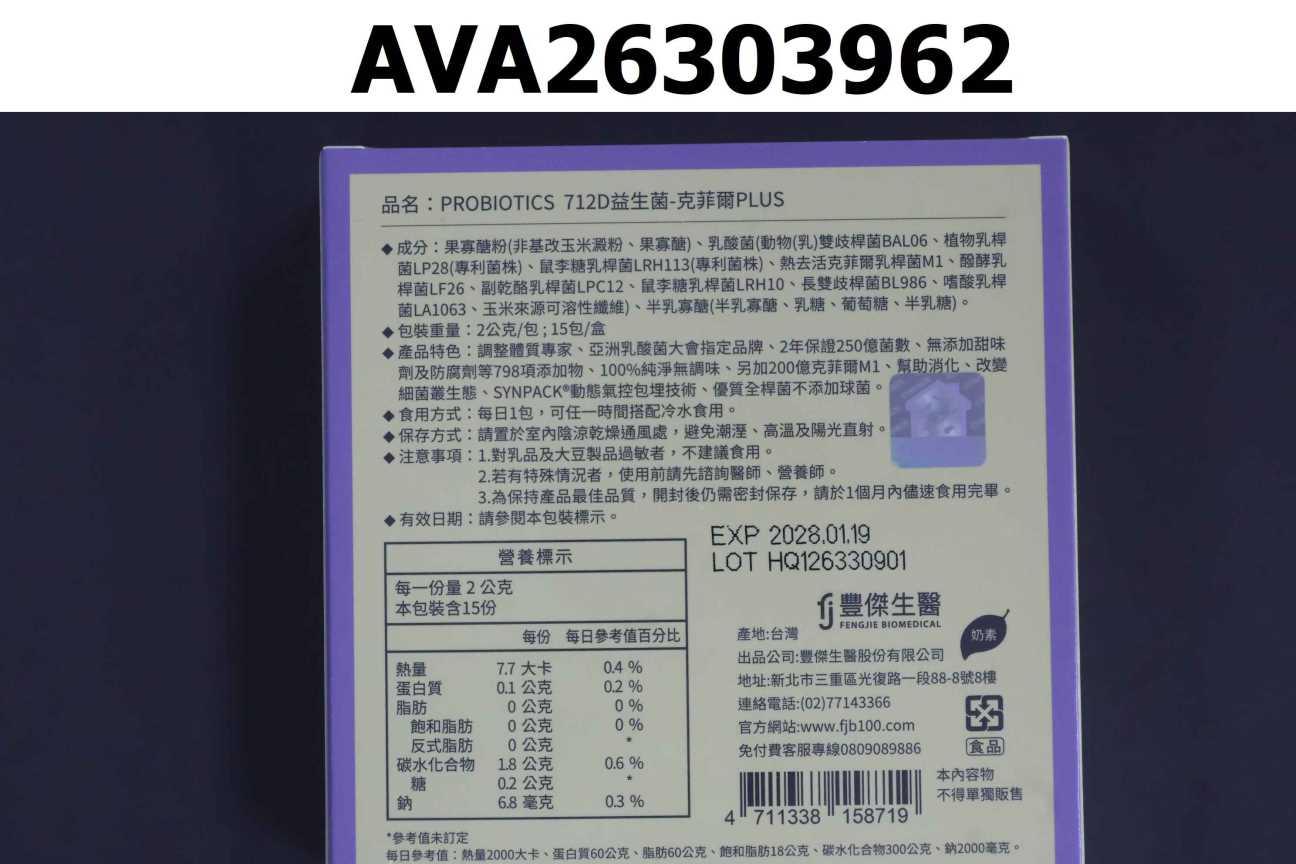 AVA26303962
品名：PROBIOTICS 712D益生菌-克菲爾PLUS
◆成分：果寡醣粉(非基改玉米澱粉、果寡醣)、乳酸菌(動物(乳)雙歧桿菌BAL06、植物乳桿
菌LP28(專利菌株)、鼠李糖乳桿菌LRH113(專利菌株)、熱去活克菲爾乳桿菌M1、醱酵乳
桿菌LF26、副乾酪乳桿菌LPC12、鼠李糖乳桿菌LRH10、長雙歧桿菌BL986、嗜酸乳桿
菌LA1063、玉米來源可溶性纖維)、半乳寡醣(半乳寡醣、乳糖、葡萄糖、半乳糖)。
◆包裝重量：2公克/包 ; 15包/盒
◆產品特色：調整體質專家、亞洲乳酸菌大會指定品牌、2年保證250億菌數、無添加甜味
劑及防腐劑等798項添加物、100%純淨無調味、另加200億克菲爾M1、幫助消化、改變
細菌叢生態、SYNPACK®動態氣控包埋技術、優質全桿菌不添加球菌。
◆食用方式：每日1包，可任一時間搭配冷水食用。
◆保存方式：請置於室內陰涼乾燥通風處，避免潮溼、高溫及陽光直射。
◆注意事項：1.對乳品及大豆製品過敏者，不建議食用。
2.若有特殊情況者，使用前請先諮詢醫師、營養師。
3.為保持產品最佳品質，開封後仍需密封保存，請於1個月內儘速食用完畢。
◆有效日期：請參閱本包裝標示。
EXP 2028.01.19
LOT HQ126330901
營養標示
每一份量 2 公克
本包裝含15份
每份 每日參考值百分比
熱量 7.7 大卡 0.4 %
蛋白質 0.1 公克 0.2 %
脂肪 0 公克 0 %
飽和脂肪 0 公克 0 %
反式脂肪 0 公克 *
碳水化合物 1.8 公克 0.6 %
糖 0.2 公克 *
鈉 6.8 毫克 0.3 %
*參考值未訂定
每日參考值：熱量2000大卡、蛋白質60公克、脂肪60公克、飽和脂肪18公克、碳水化合物300公克、鈉2000毫克。
豐傑生醫
FENGJIE BIOMEDICAL
奶素
產地:台灣
出品公司:豐傑生醫股份有限公司
地址:新北市三重區光復路一段88-8號8樓
連絡電話:(02)77143366
官方網站:www.fjb100.com
免付費客服專線0809089886
食品
本內容物
不得單獨販售
4 711338 158719